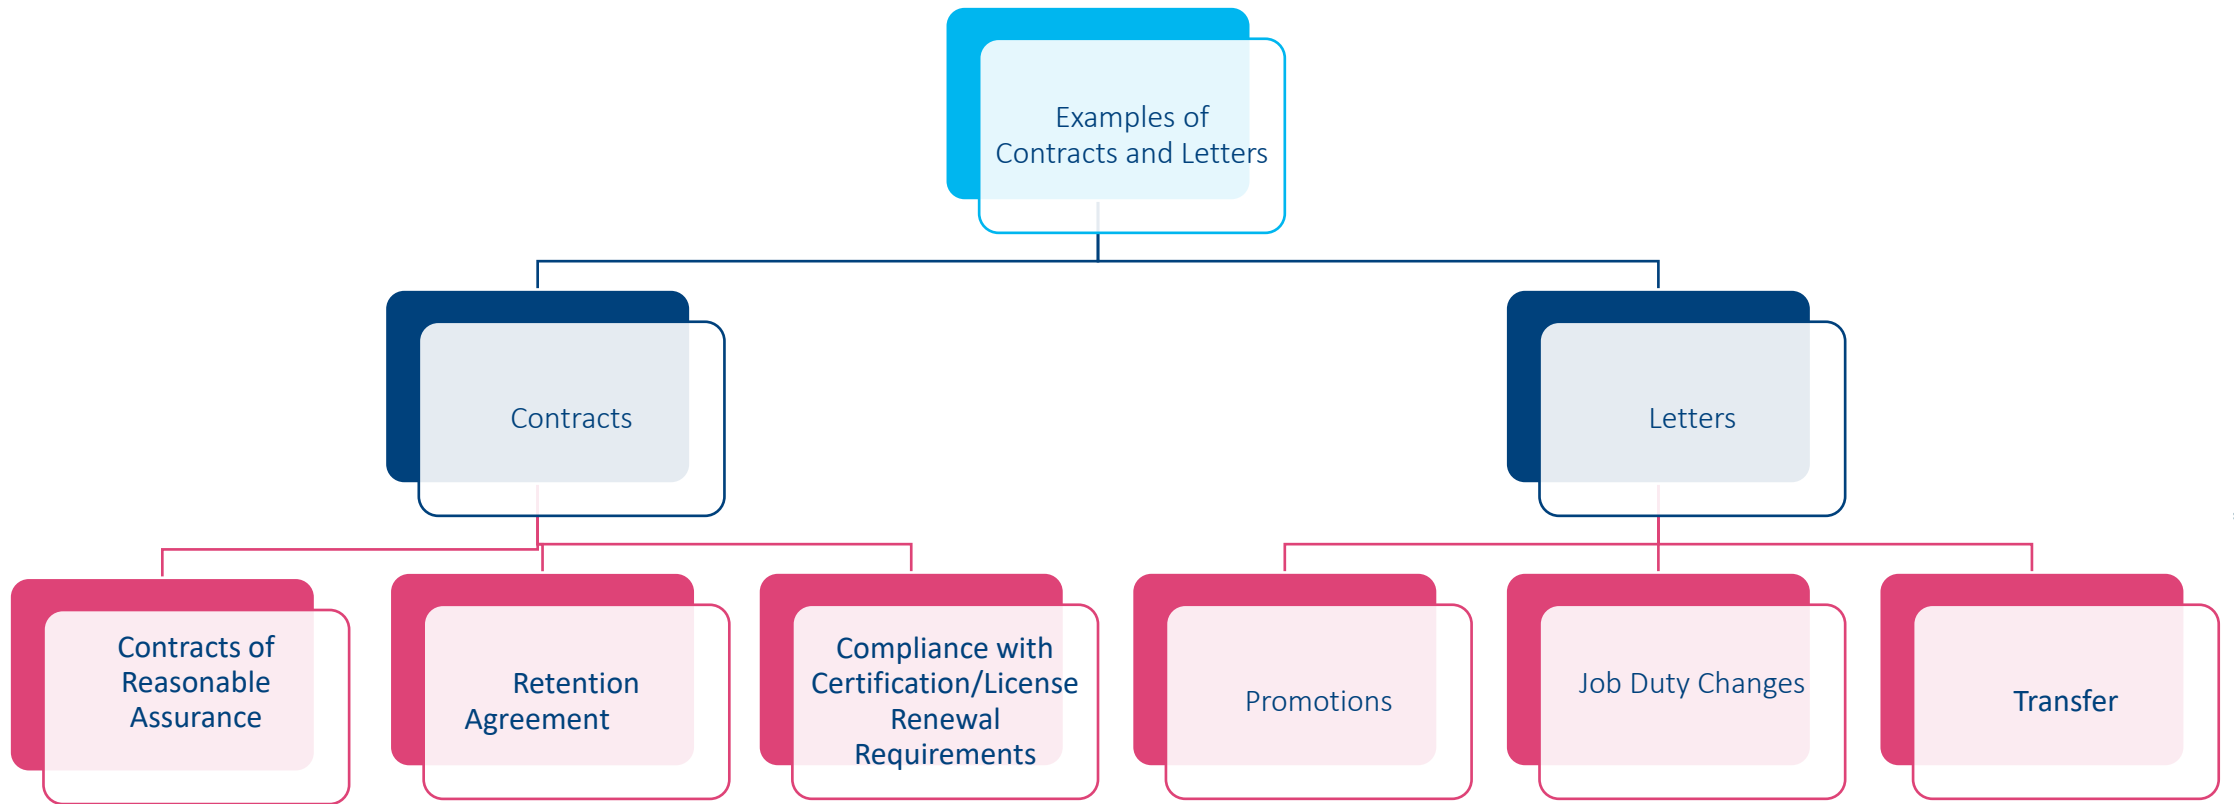 Examples of
Contracts and Letters
Contracts
Letters
Contracts of
Reasonable
Assurance
Retention
Agreement
Compliance with
Certification/License
Renewal
Requirements
Promotions
Job Duty Changes
Transfer